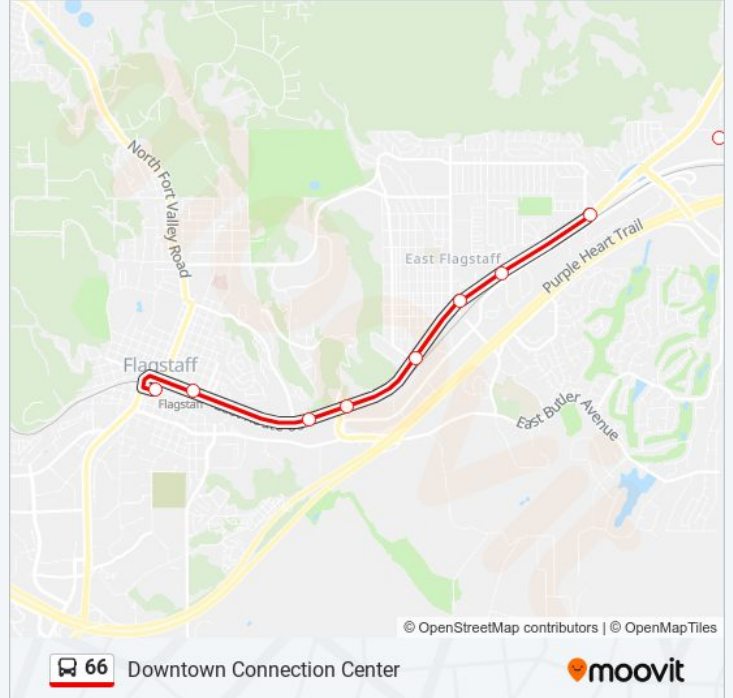 North Fort Valley Road
East Flagstaff
Purple Heart Trail
Flagstaff
Flagstaff
East Butler Avenue
© OpenStreetMap contributors | © OpenMapTiles
66 Downtown Connection Center
moovit